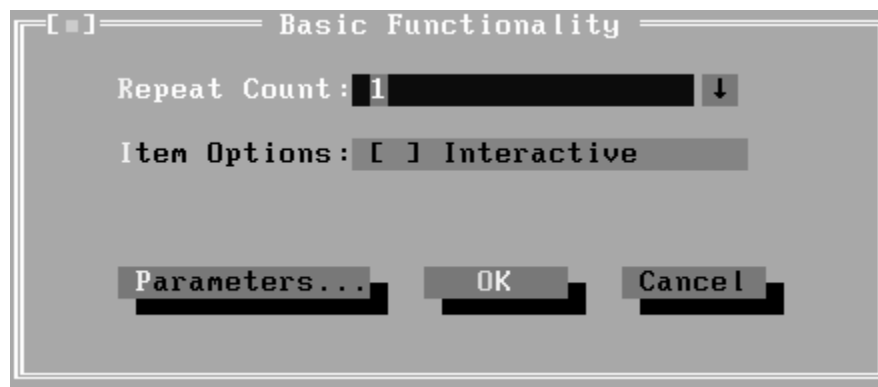 [■] Basic Functionality
Repeat Count: 1 ↓
Item Options: [ ] Interactive
Parameters... OK Cancel